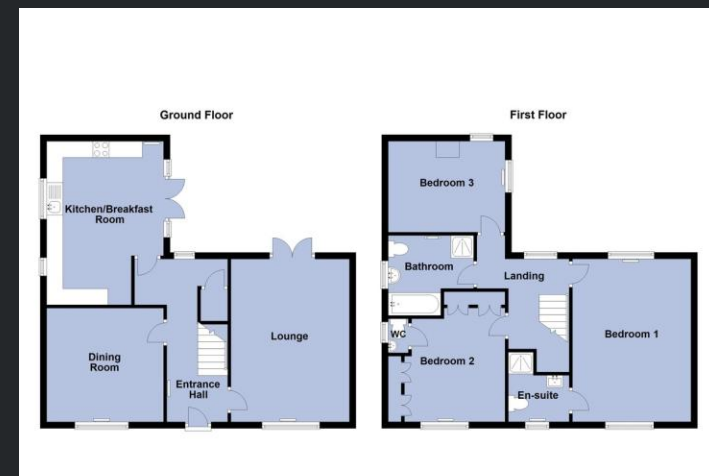 Ground Floor
First Floor
Kitchen/Breakfast
Room
Dining
Room
Entrance
Hall
Lounge
Bedroom 3
Bathroom
Landing
WC
Bedroom 2
En-suite
Bedroom 1